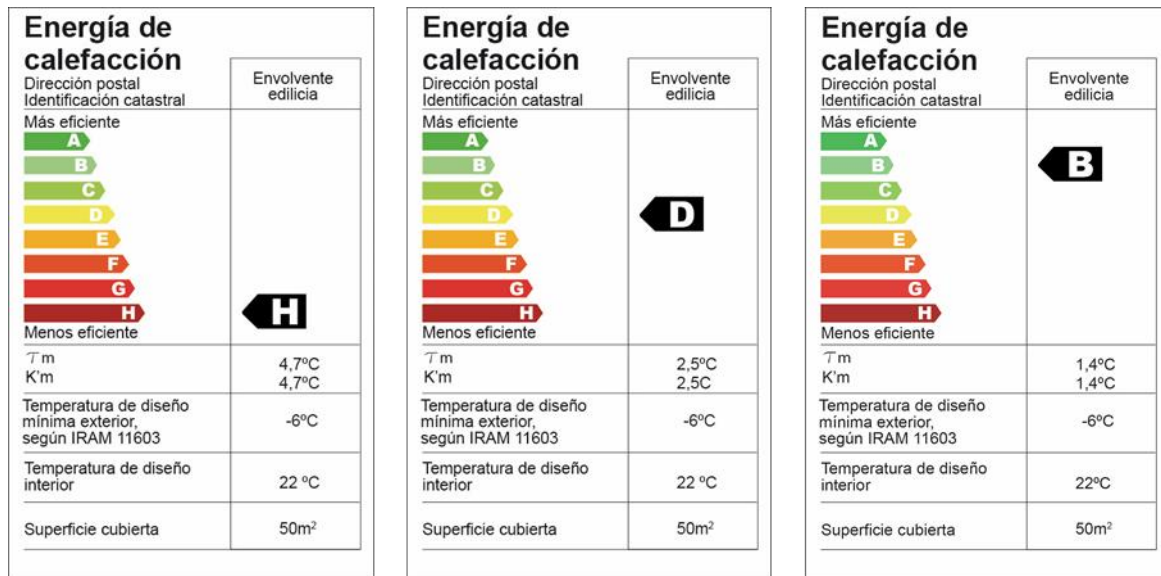 Energía de
calefacción
Dirección postal
Identificación catastral
Envolvente
edilicia
Más eficiente
A
B
C
D
E
F
G
H
H
Menos eficiente
τm
4,7ºC
K'm
4,7ºC
Temperatura de diseño
mínima exterior,
según IRAM 11603
-6ºC
Temperatura de diseño
interior
22 ºC
Superficie cubierta
50m²
Energía de
calefacción
Dirección postal
Identificación catastral
Envolvente
edilicia
Más eficiente
A
B
C
D
D
E
F
G
H
Menos eficiente
τm
2,5ºC
K'm
2,5C
Temperatura de diseño
mínima exterior,
según IRAM 11603
-6ºC
Temperatura de diseño
interior
22 ºC
Superficie cubierta
50m²
Energía de
calefacción
Dirección postal
Identificación catastral
Envolvente
edilicia
Más eficiente
A
B
B
C
D
E
F
G
H
Menos eficiente
τm
1,4ºC
K'm
1,4ºC
Temperatura de diseño
mínima exterior,
según IRAM 11603
-6ºC
Temperatura de diseño
interior
22ºC
Superficie cubierta
50m²